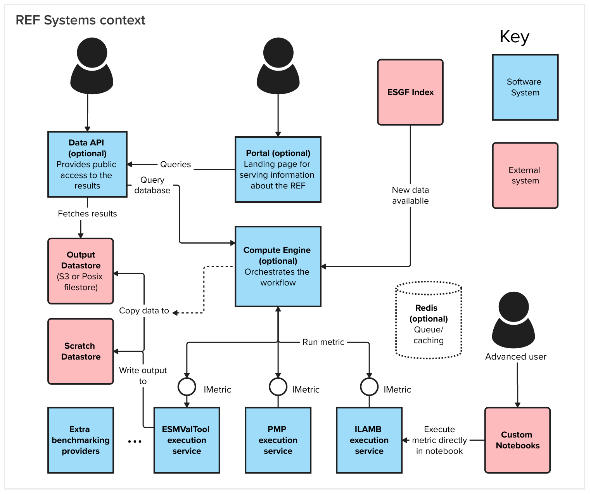 REF Systems context
Key
Software
System
External
system
ESGF Index
Data API
(optional)
Provides public
access to the
results
Queries
Portal (optional)
Landing page for
serving information
about the REF
Query
database
New data
availablie
Fetches results
Output
Datastore
(S3 or Posix
filestore)
Compute Engine
(optional)
Orchestrates the
workflow
Copy data to
Redis
(optional)
Queue/
caching
Scratch
Datastore
Run metric
Advanced user
Write output
to
IMetric
IMetric
IMetric
Extra
benchmarking
providers
...
ESMValTool
execution
service
PMP
execution
service
ILAMB
execution
service
Execute
metric directly
in notebook
Custom
Notebooks